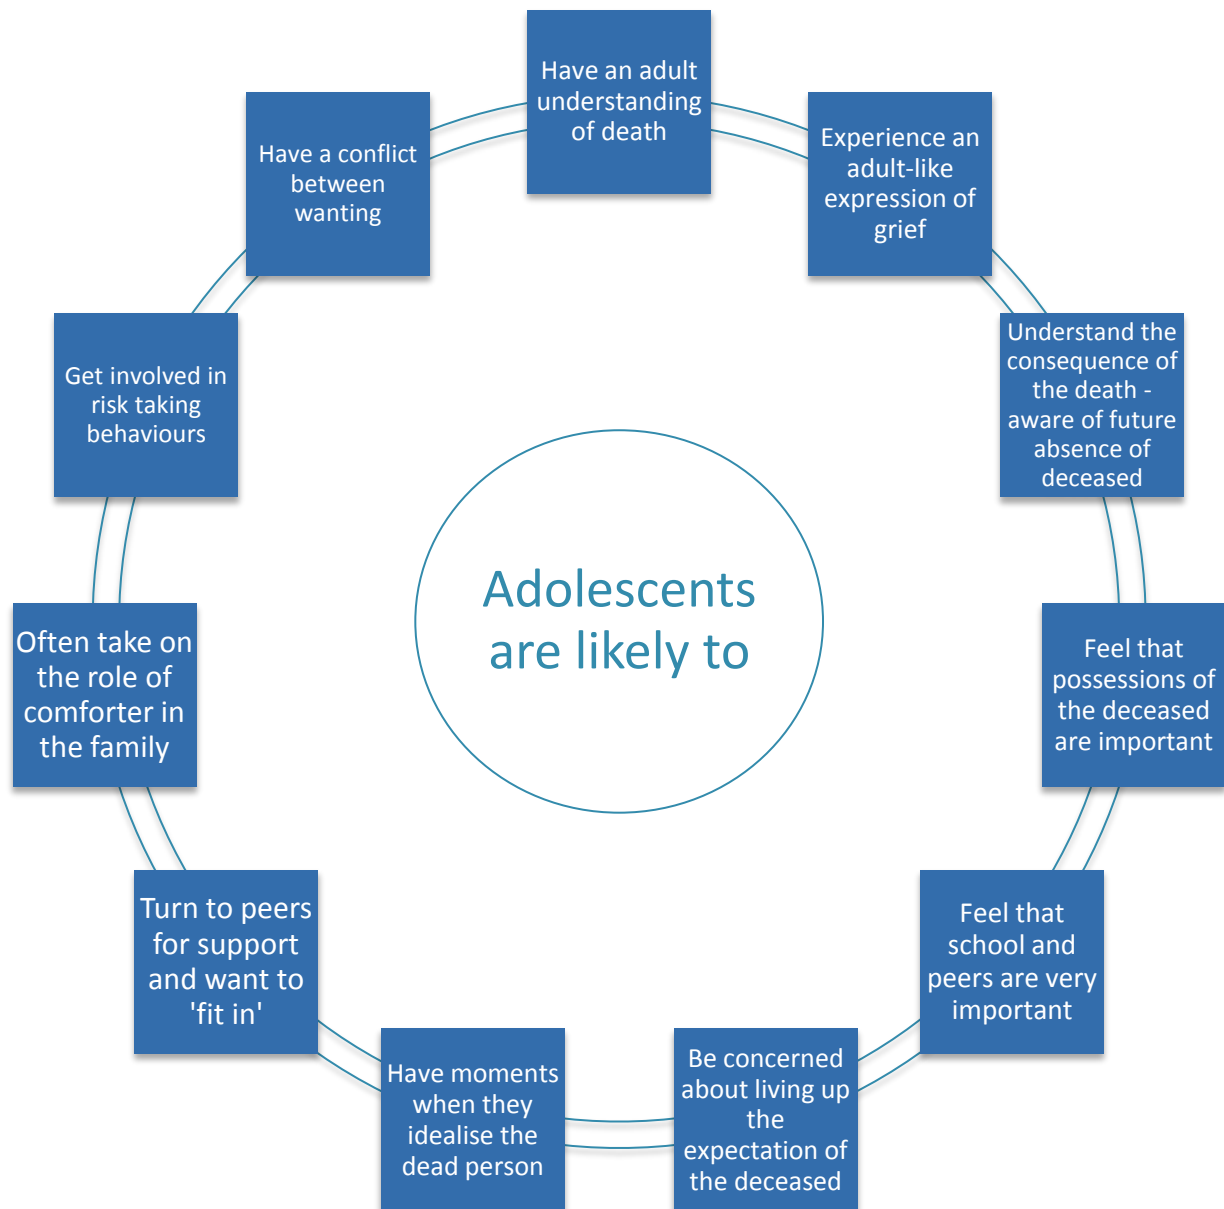 Have an adult
understanding
of death
Experience an
adult-like
expression of
grief
Understand the
consequence of
the death -
aware of future
absence of
deceased
Feel that
possessions of
the deceased
are important
Feel that
school and
peers are very
important
Be concerned
about living up
the
expectation of
the deceased
Have moments
when they
idealise the
dead person
Turn to peers
for support
and want to
'fit in'
Often take on
the role of
comforter in
the family
Get involved in
risk taking
behaviours
Have a conflict
between
wanting
Adolescents
are likely to